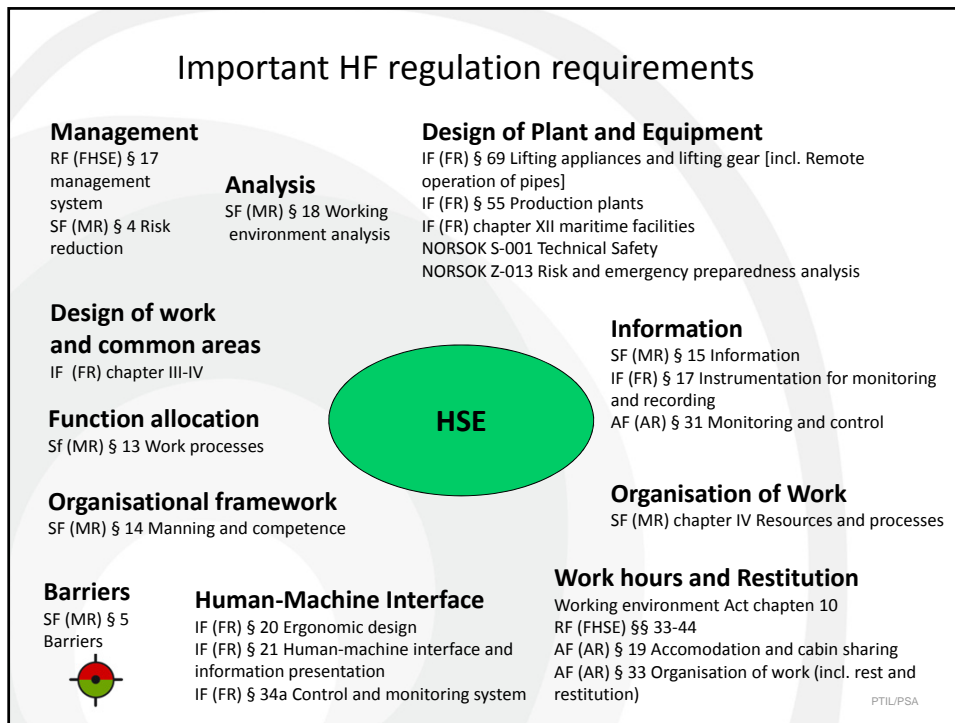 Important HF regulation requirements
Management
RF (FHSE) § 17
management
system
SF (MR) § 4 Risk
reduction
Analysis
SF (MR) § 18 Working
environment analysis
Design of Plant and Equipment
IF (FR) § 69 Lifting appliances and lifting gear [incl. Remote
operation of pipes]
IF (FR) § 55 Production plants
IF (FR) chapter XII maritime facilities
NORSOK S-001 Technical Safety
NORSOK Z-013 Risk and emergency preparedness analysis
Design of work
and common areas
IF (FR) chapter III-IV
Function allocation
Sf (MR) § 13 Work processes
Organisational framework
SF (MR) § 14 Manning and competence
HSE
Information
SF (MR) § 15 Information
IF (FR) § 17 Instrumentation for monitoring
and recording
AF (AR) § 31 Monitoring and control
Organisation of Work
SF (MR) chapter IV Resources and processes
Barriers
SF (MR) § 5
Barriers
Human-Machine Interface
IF (FR) § 20 Ergonomic design
IF (FR) § 21 Human-machine interface and
information presentation
IF (FR) § 34a Control and monitoring system
Work hours and Restitution
Working environment Act chapten 10
RF (FHSE) §§ 33-44
AF (AR) § 19 Accomodation and cabin sharing
AF (AR) § 33 Organisation of work (incl. rest and
restitution)
PTIL/PSA